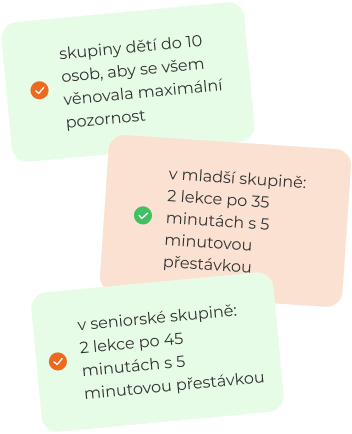 skupiny dětí do 10
osob, aby se všem
věnovala maximální
pozornost
v mladší skupině:
2 lekce po 35
minutách s 5
minutovou
přestávkou
v seniorské skupině:
2 lekce po 45
minutách s 5
minutovou přestávkou